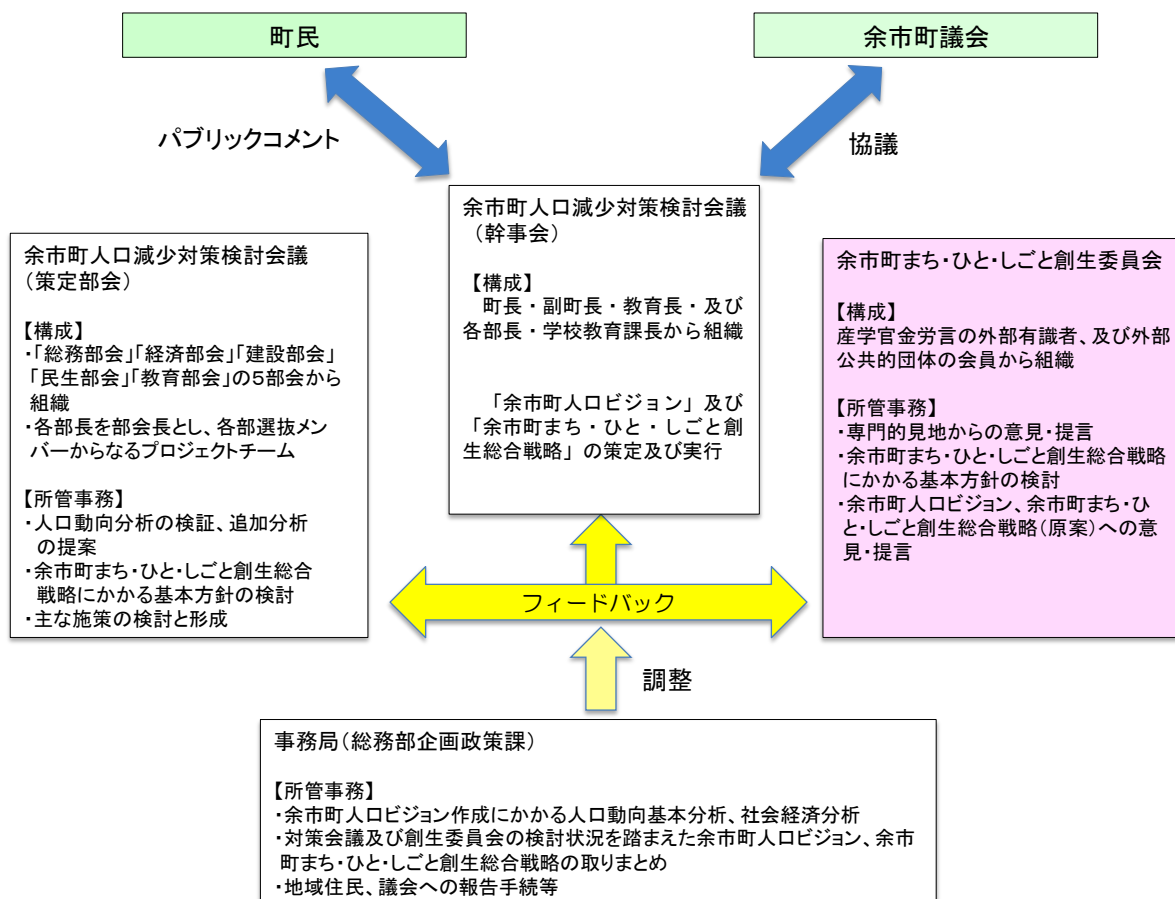 町民
余市町議会
パブリックコメント
協議
余市町人口減少対策検討会議
（幹事会）
【構成】
町長・副町長・教育長・及び
各部長・学校教育課長から組織
「余市町人口ビジョン」及び
「余市町まち・ひと・しごと創
生総合戦略」の策定及び実行
余市町人口減少対策検討会議
（策定部会）
【構成】
・「総務部会」「経済部会」「建設部会」
「民生部会」「教育部会」の５部会から
組織
・各部長を部会長とし、各部選抜メン
バーからなるプロジェクトチーム
【所管事務】
・人口動向分析の検証、追加分析
の提案
・余市町まち・ひと・しごと創生総合
戦略にかかる基本方針の検討
・主な施策の検討と形成
余市町まち・ひと・しごと創生委員会
【構成】
産学官金労言の外部有識者、及び外部
公共的団体の会員から組織
【所管事務】
・専門的見地からの意見・提言
・余市町まち・ひと・しごと創生総合戦略
にかかる基本方針の検討
・余市町人口ビジョン、余市町まち・ひ
と・しごと創生総合戦略（原案）への意
見・提言
フィードバック
調整
事務局（総務部企画政策課）
【所管事務】
・余市町人口ビジョン作成にかかる人口動向基本分析、社会経済分析
・対策会議及び創生委員会の検討状況を踏まえた余市町人口ビジョン、余市
町まち・ひと・しごと創生総合戦略の取りまとめ
・地域住民、議会への報告手続等